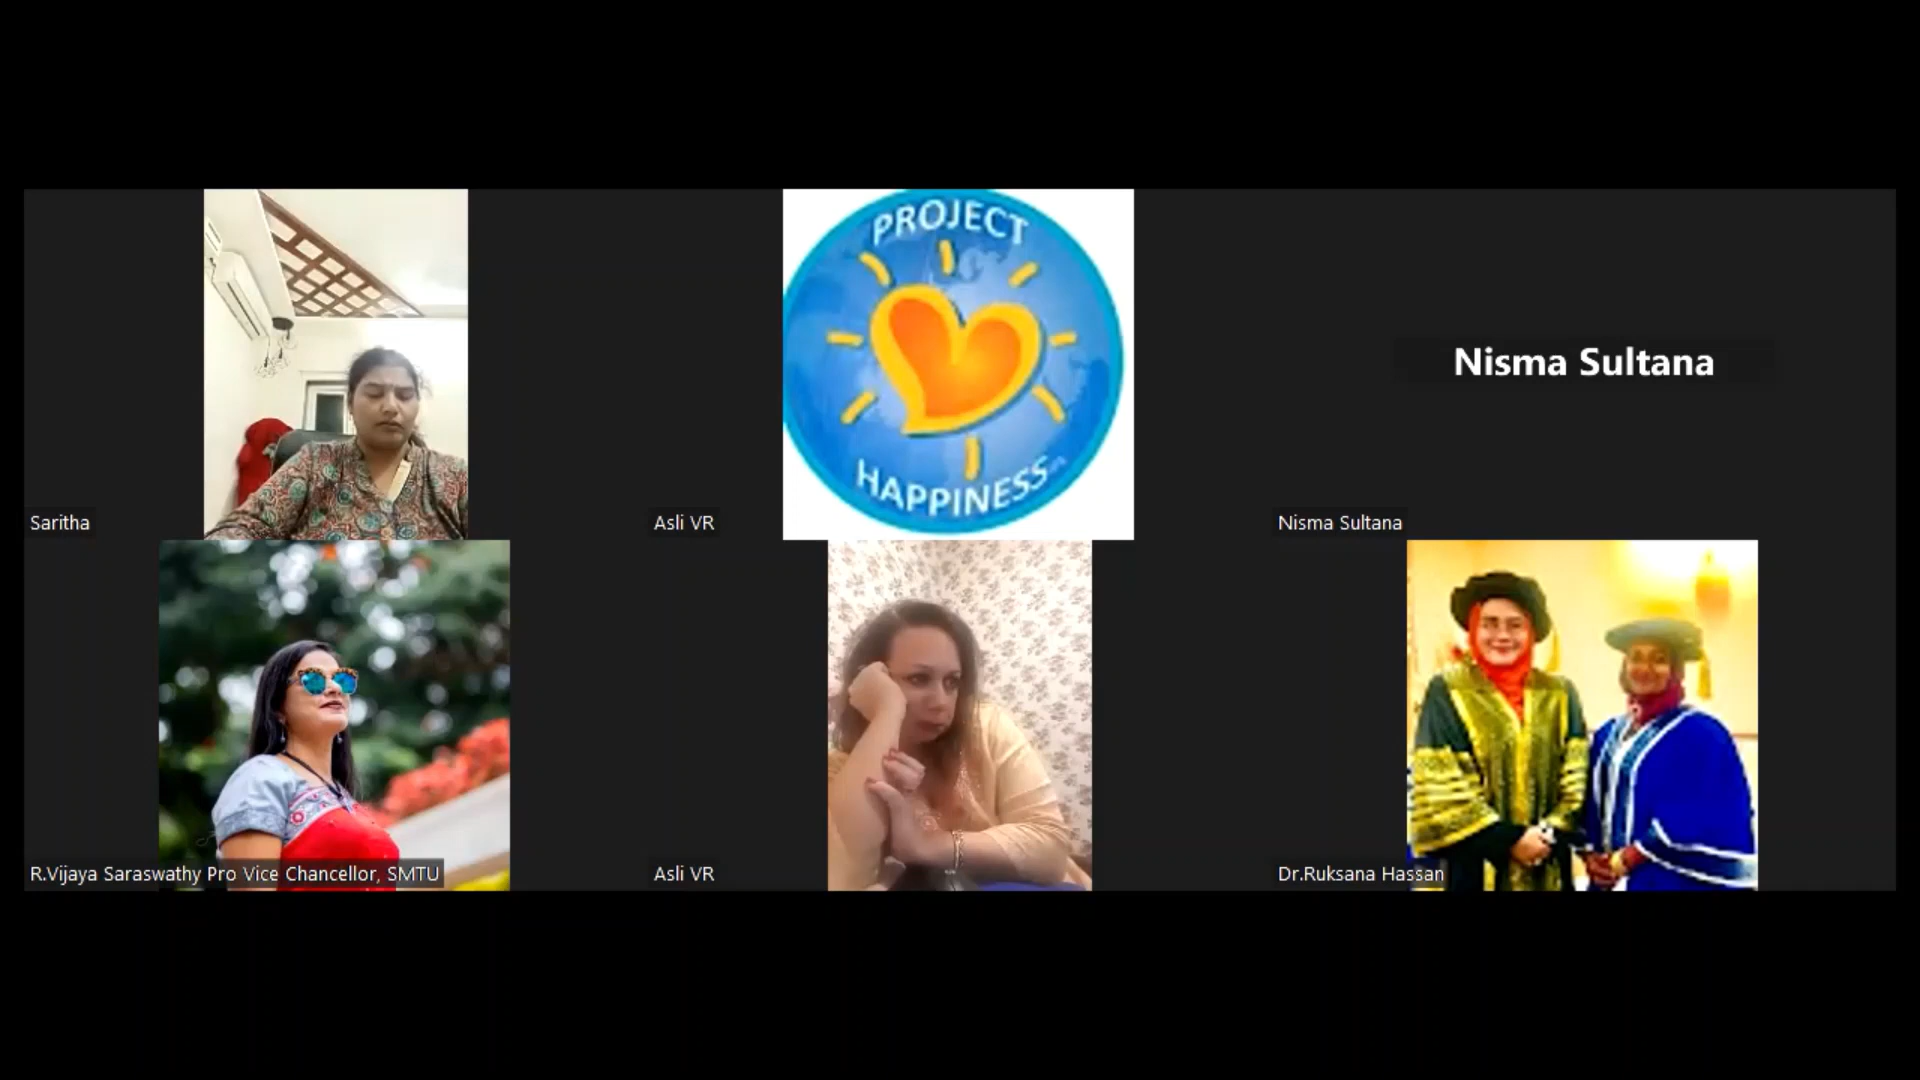 PROJECT
HAPPINESS
Nisma Sultana
Saritha
Asli VR
Nisma Sultana
R.Vijaya Saraswathy Pro Vice Chancellor, SMTU
Asli VR
Dr.Ruksana Hassan